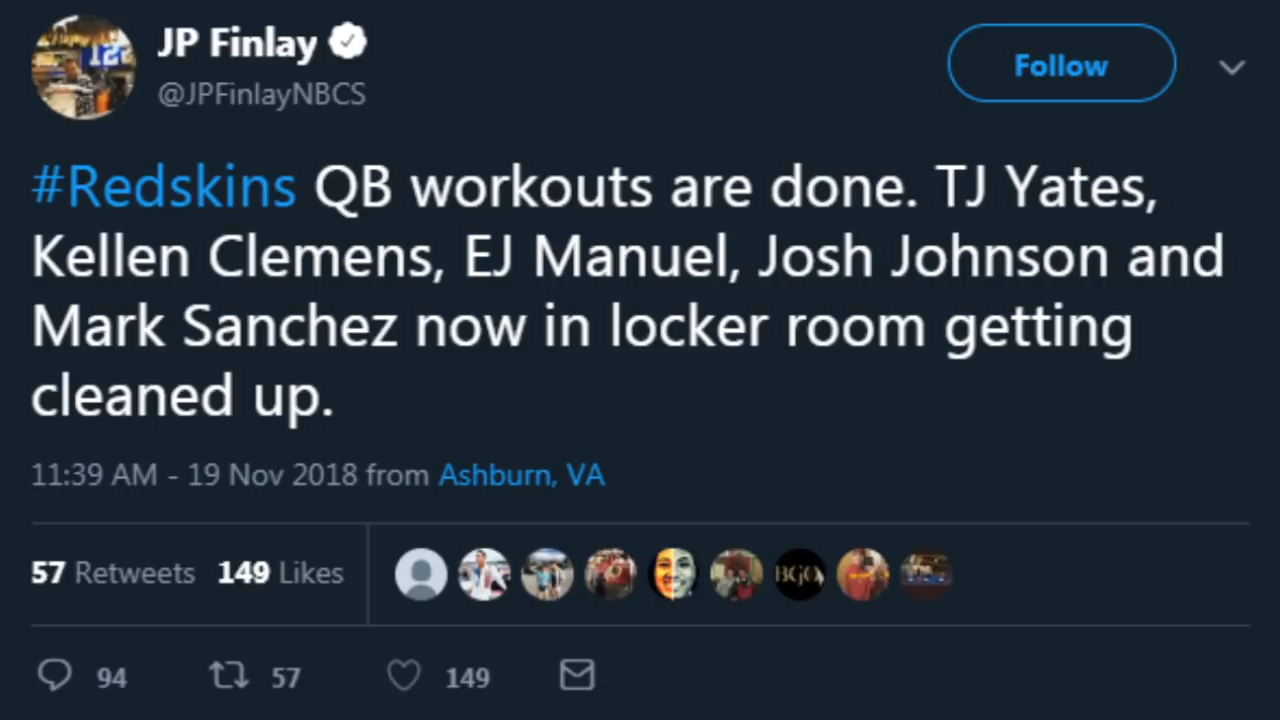 JP Finlay
@JPFinlayNBCS
Follow
#Redskins QB workouts are done. TJ Yates,
Kellen Clemens, EJ Manuel, Josh Johnson and
Mark Sanchez now in locker room getting
cleaned up.
11:39 AM - 19 Nov 2018 from Ashburn, VA
57 Retweets 149 Likes
BGO
94 57 149